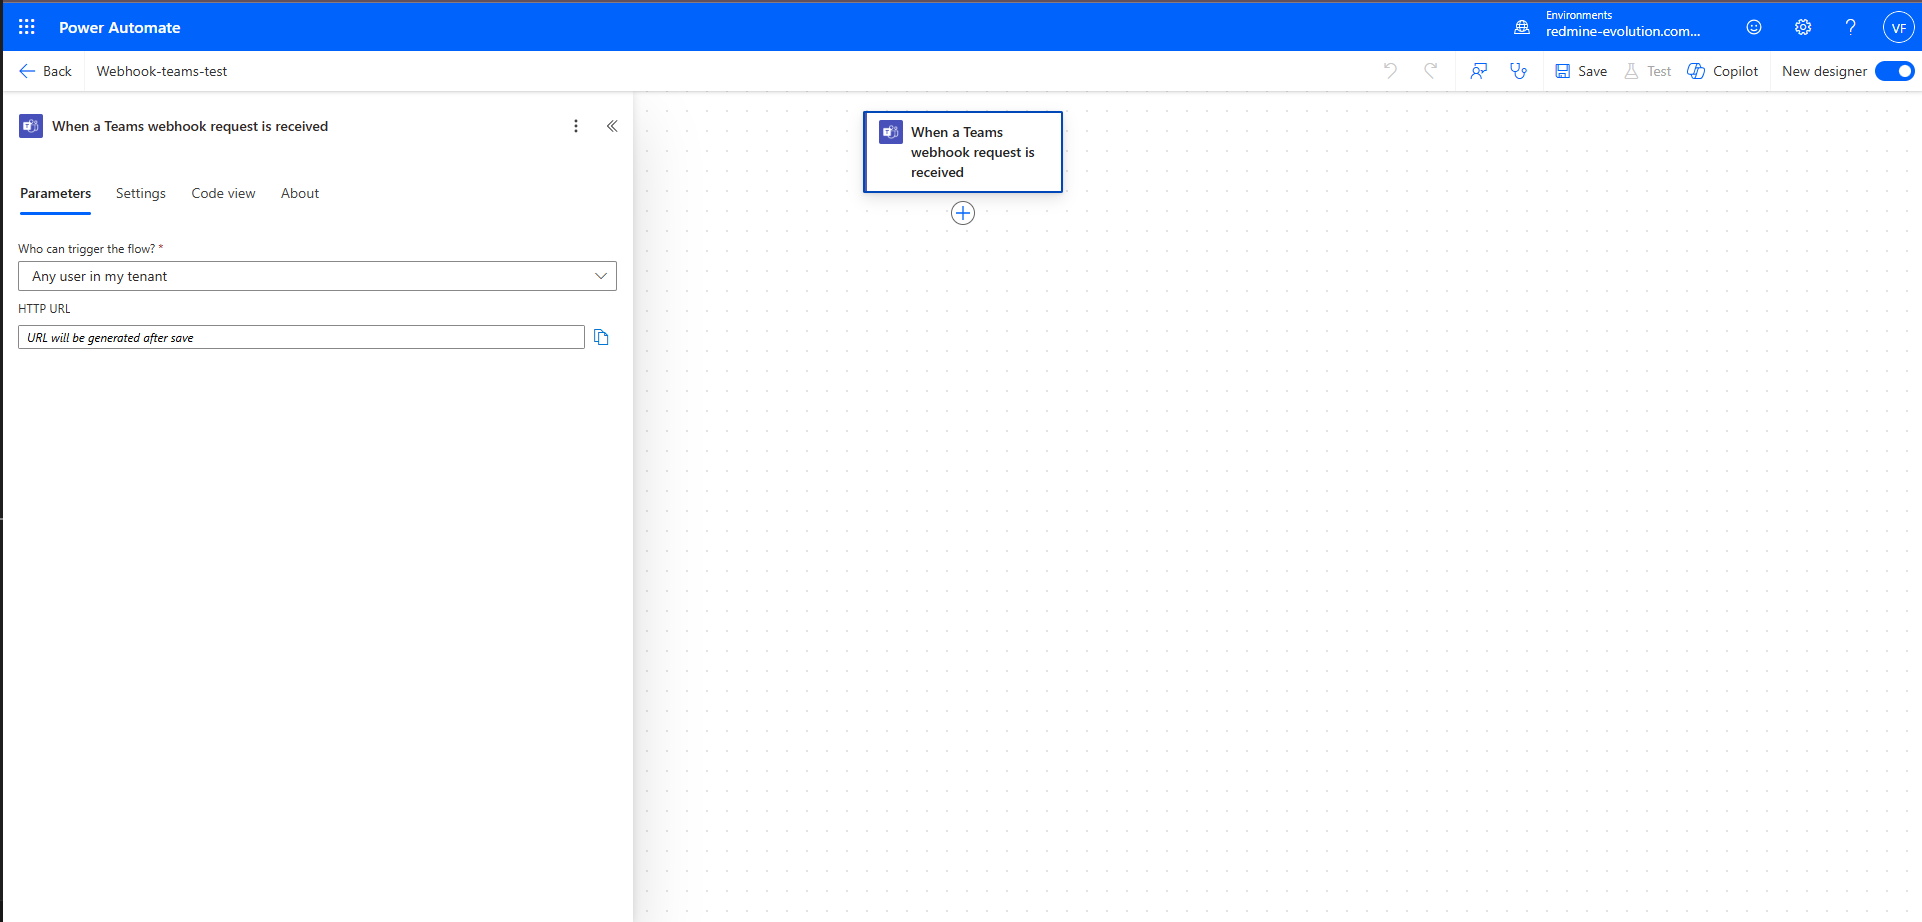 Power Automate
Environments
redmine-evolution.com...
VF
Back
Webhook-teams-test
Save
Test
Copilot
New designer
When a Teams webhook request is received
Parameters
Settings
Code view
About
Who can trigger the flow? *
Any user in my tenant
HTTP URL
URL will be generated after save
When a Teams
webhook request is
received